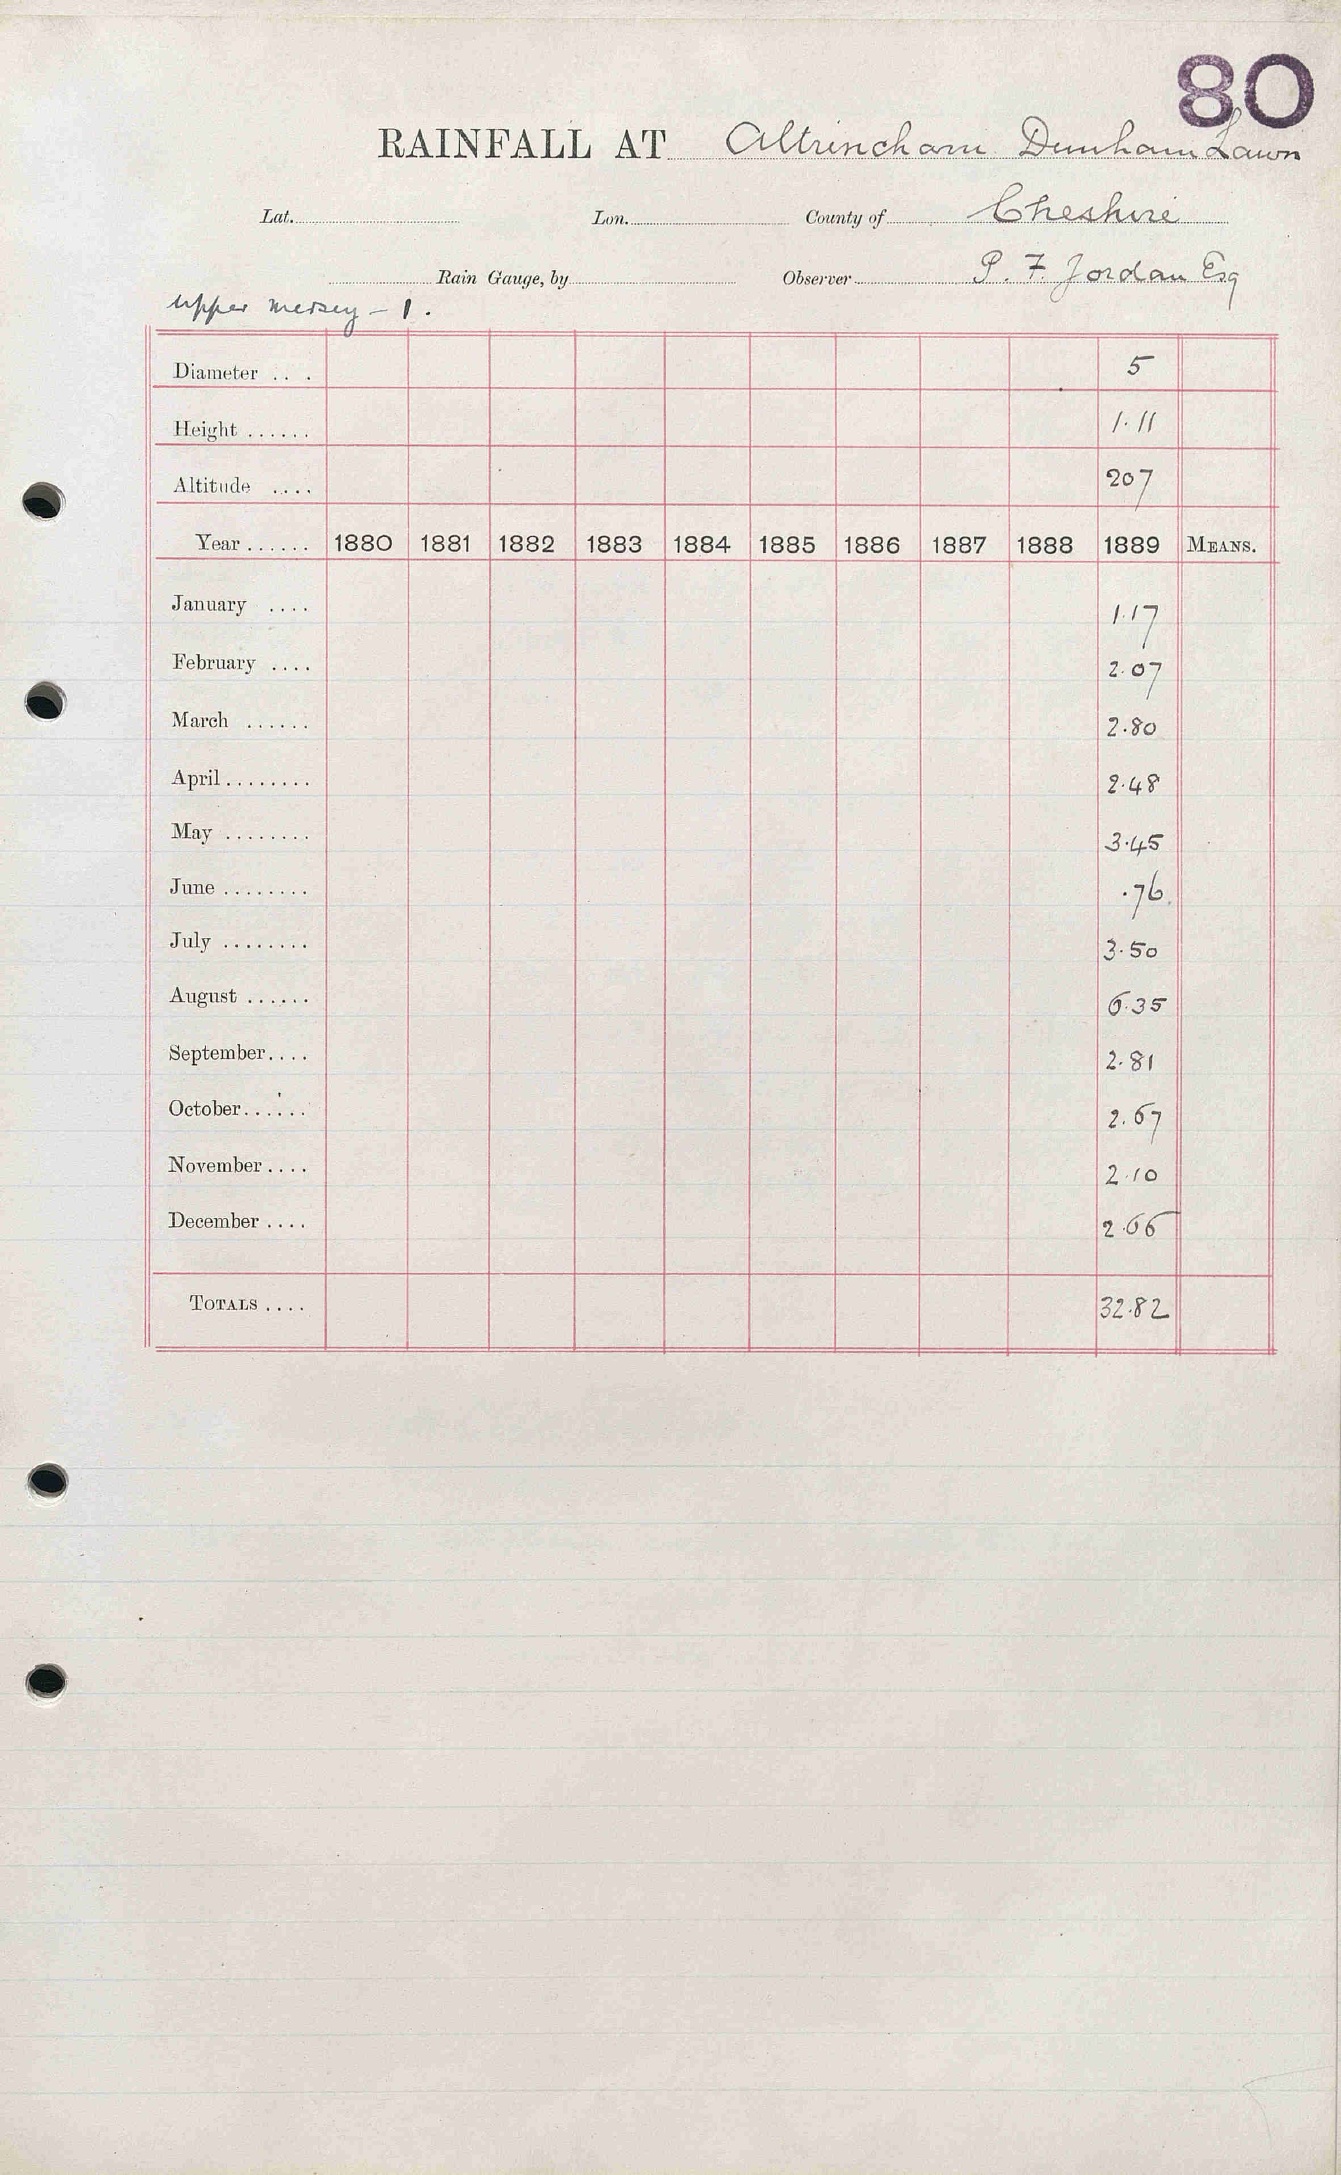 80
RAINFALL AT Altrincham Dunham Lawn
Lat. Lon. County of Cheshire
Rain Gauge, by Observer P. F. Jordan Esq
Upper Mersey – 1.
Diameter . . . 5
Height . . . . . . 1.11
Altitude . . . . 207
Year . . . . . . 1880 1881 1882 1883 1884 1885 1886 1887 1888 1889 MEANS.
January . . . . 1.17
February . . . . 2.07
March . . . . . . 2.80
April . . . . . . . . 2.48
May . . . . . . . . 3.45
June . . . . . . . . .76
July . . . . . . . . 3.50
August . . . . . . 6.35
September . . . . 2.81
October . . . . . . 2.67
November . . . . 2.10
December . . . . 2.66
TOTALS . . . . 32.82